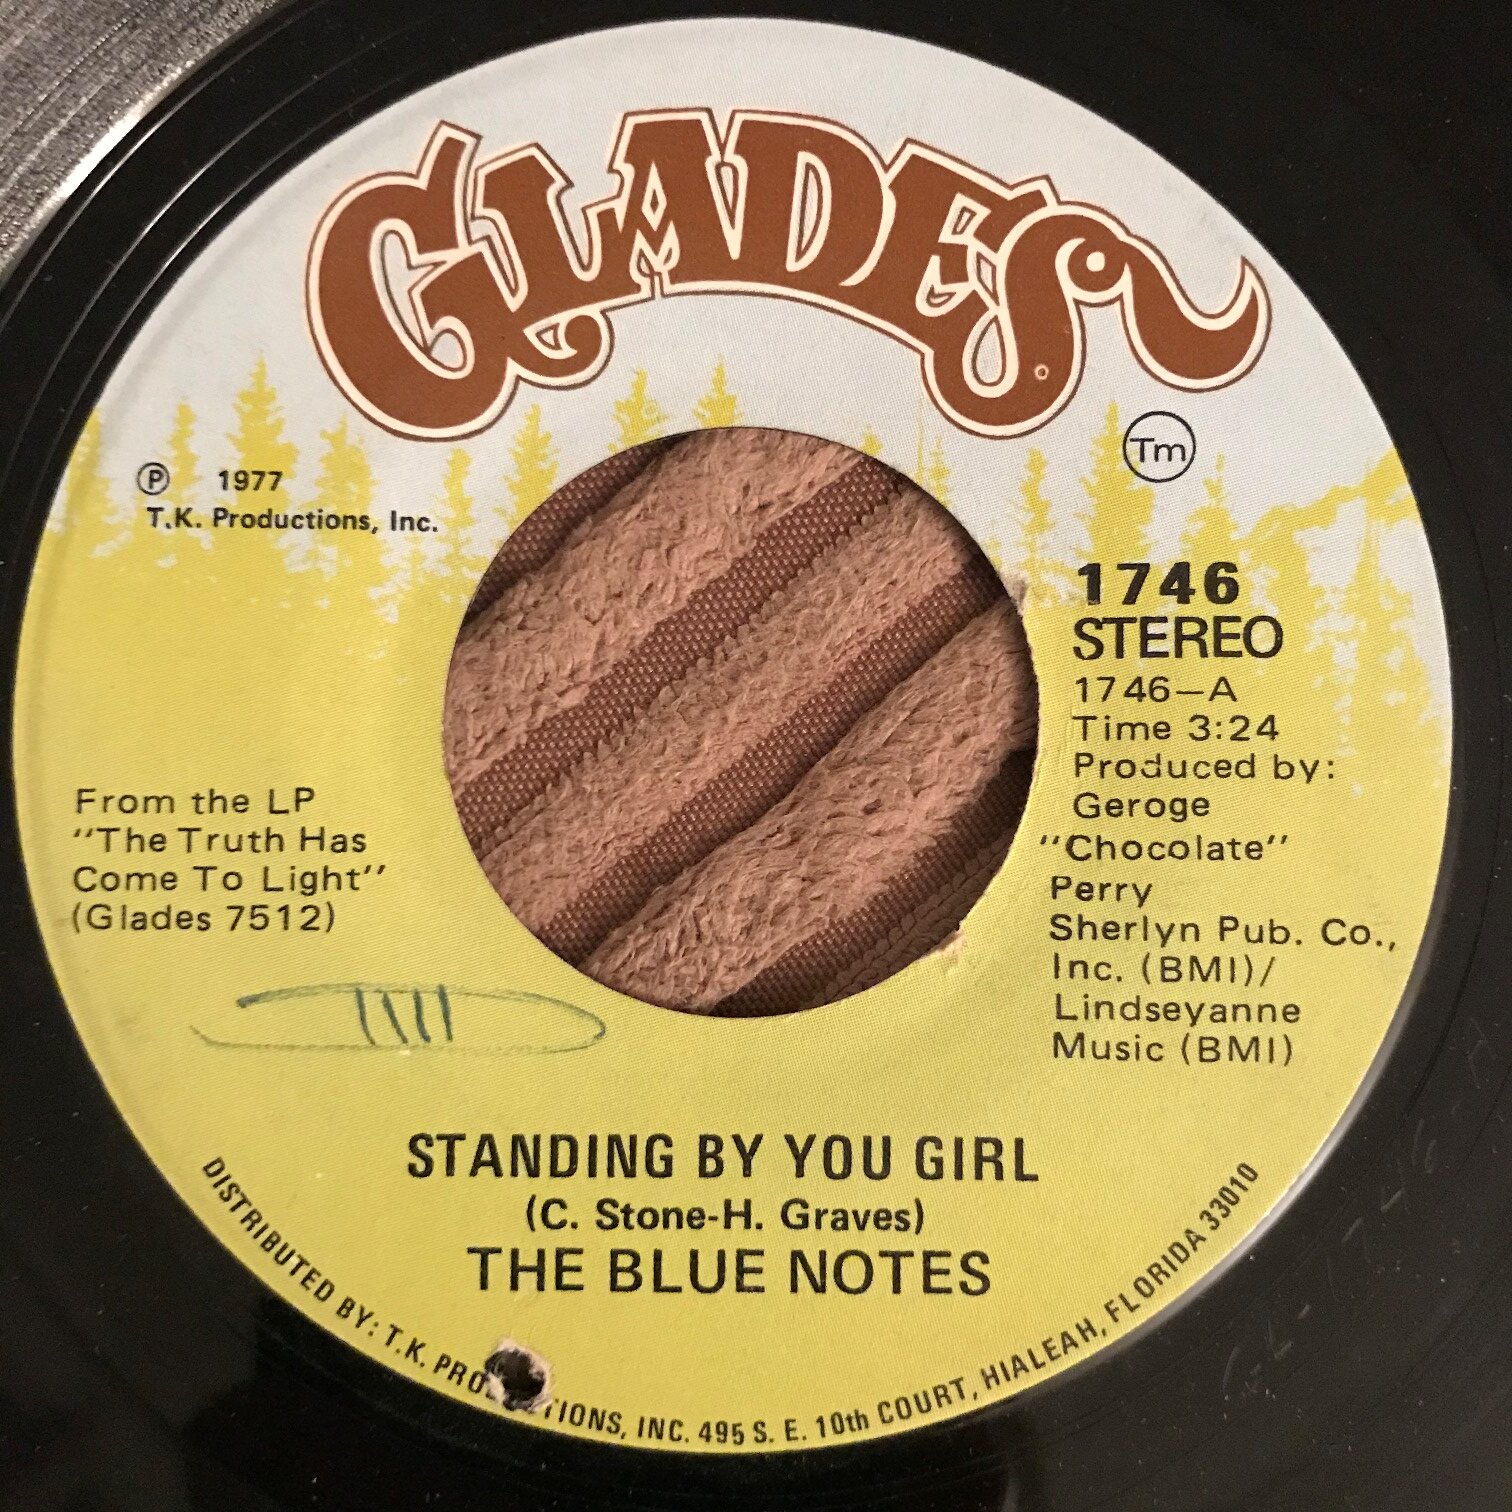 GLADES
Tm
Ⓟ 1977
T.K. Productions, Inc.
1746
STEREO
1746-A
Time 3:24
Produced by:
Geroge
"Chocolate"
Perry
Sherlyn Pub. Co.,
Inc. (BMI)/
Lindseyanne
Music (BMI)
From the LP
"The Truth Has
Come To Light"
(Glades 7512)
STANDING BY YOU GIRL
(C. Stone-H. Graves)
THE BLUE NOTES
DISTRIBUTED BY: T.K. INC. 495 S. E. 10th COURT, HIALEAH, FLORIDA 33010